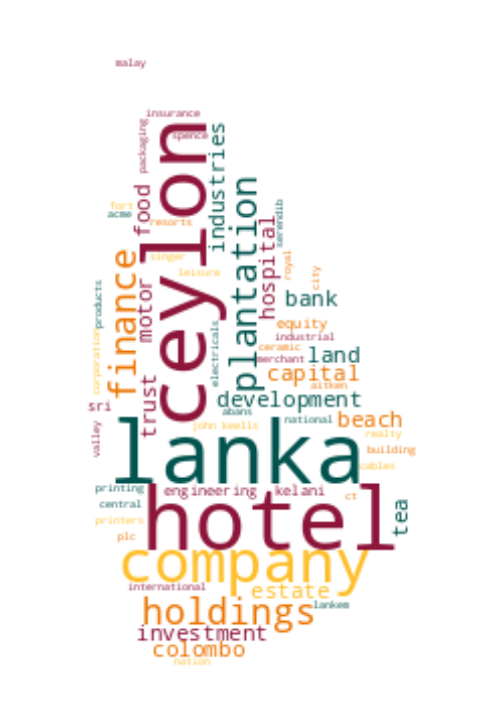 malay
insurance
spence
packaging
ceylon
industries
food
fort
acme
resorts
plantation
hospital
serendib
singer
leisure
royal
city
finance
motor
products
corporation
bank
equity
industrial
ceramic
merchant
land
electricals
capital
aitken
trust
development
sri
abans
national
beach
john keells
realty
valley
lanka
building
cables
printing
engineering
kelani
ct
central
hotel
tea
printers
plc
company
international
estate
lankem
holdings
investment
colombo
nation